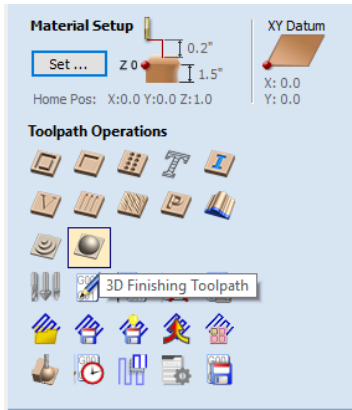 Material Setup
XY Datum
0.2"
Set ...
Z 0
1.5"
X: 0.0
Home Pos: X:0.0 Y:0.0 Z:1.0
Y: 0.0
Toolpath Operations
3D Finishing Toolpath